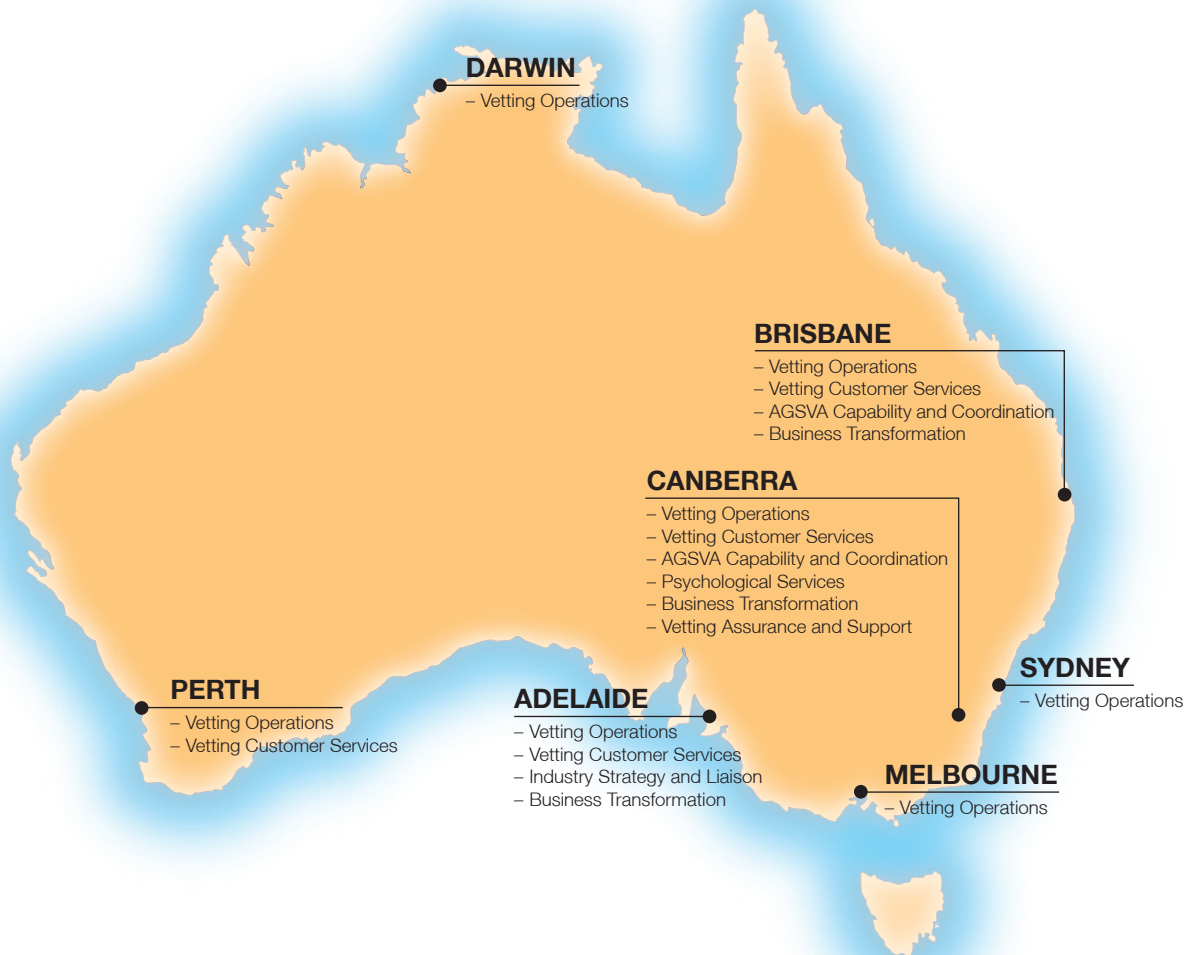 DARWIN
– Vetting Operations
BRISBANE
– Vetting Operations
– Vetting Customer Services
– AGSVA Capability and Coordination
– Business Transformation
CANBERRA
– Vetting Operations
– Vetting Customer Services
– AGSVA Capability and Coordination
– Psychological Services
– Business Transformation
– Vetting Assurance and Support
SYDNEY
– Vetting Operations
PERTH
– Vetting Operations
– Vetting Customer Services
ADELAIDE
– Vetting Operations
– Vetting Customer Services
– Industry Strategy and Liaison
– Business Transformation
MELBOURNE
– Vetting Operations